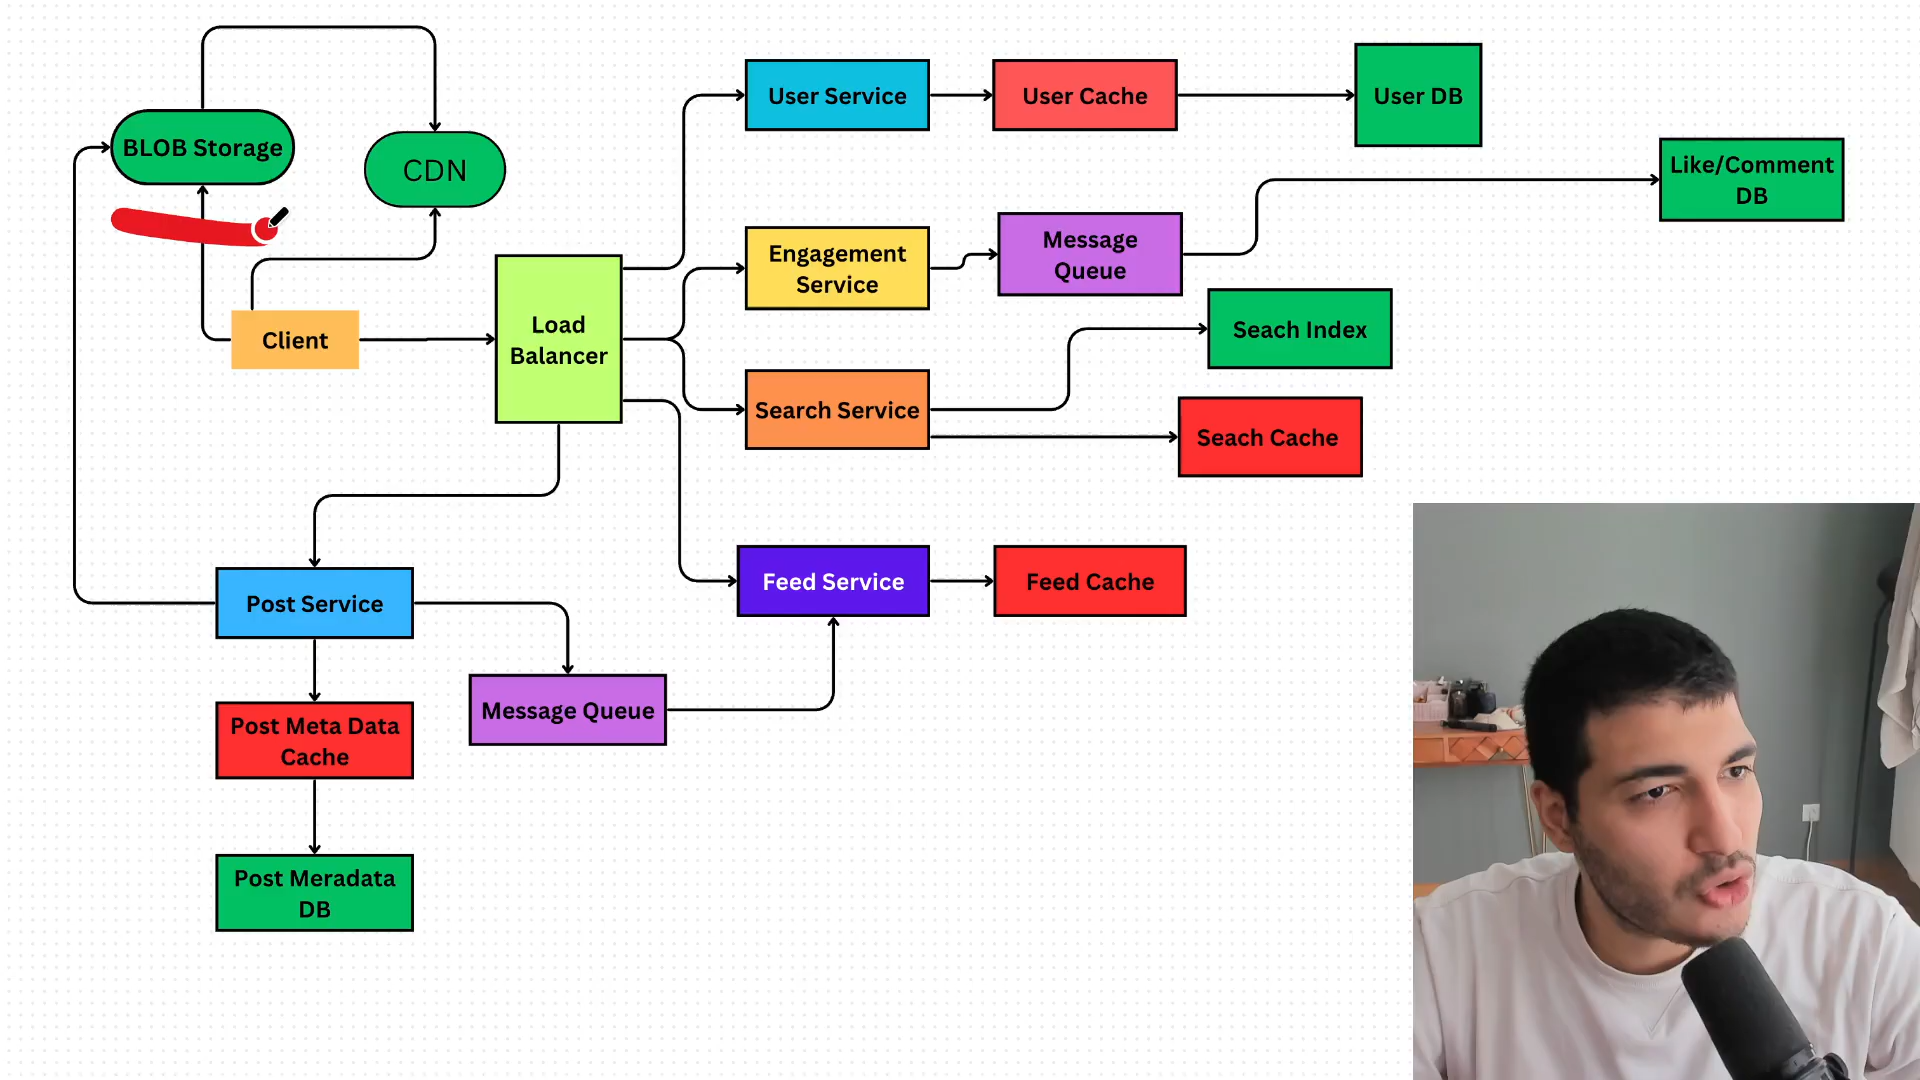 User Service
User Cache
User DB
BLOB Storage
CDN
Like/Comment
DB
Engagement
Service
Message
Queue
Client
Load
Balancer
Seach Index
Search Service
Seach Cache
Feed Service
Feed Cache
Post Service
Message Queue
Post Meta Data
Cache
Post Meradata
DB